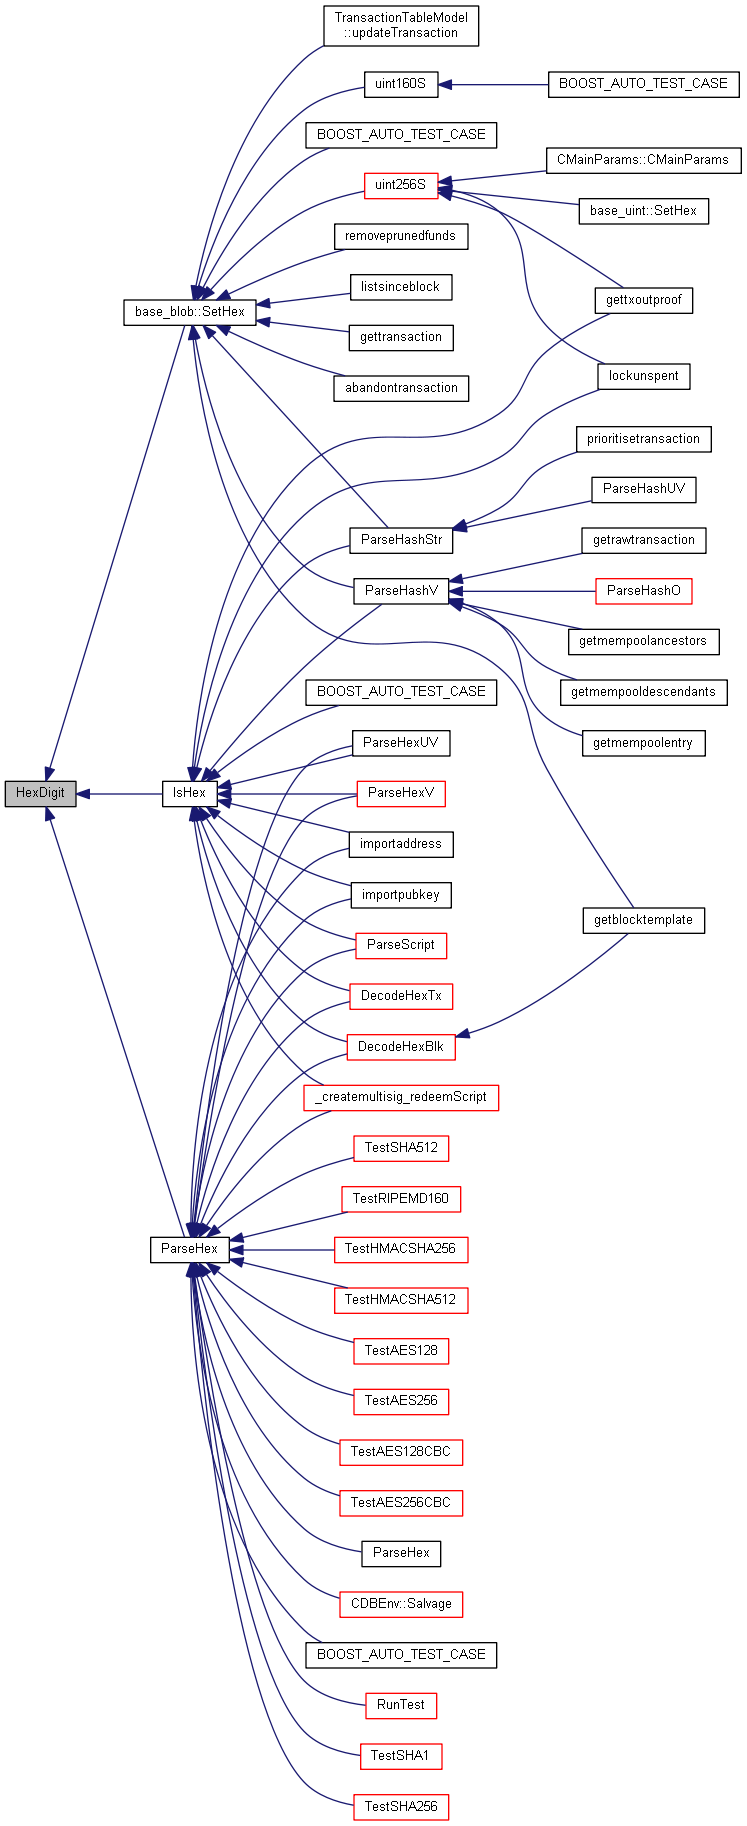 TransactionTableModel
::updateTransaction
uint160S
BOOST_AUTO_TEST_CASE
BOOST_AUTO_TEST_CASE
CMainParams::CMainParams
uint256S
base_uint::SetHex
removeprunedfunds
listsinceblock
gettxoutproof
base_blob::SetHex
gettransaction
lockunspent
abandontransaction
prioritisetransaction
ParseHashUV
ParseHashStr
getrawtransaction
ParseHashV
ParseHashO
getmempoolancestors
BOOST_AUTO_TEST_CASE
getmempooldescendants
ParseHexUV
getmempoolentry
HexDigit
IsHex
ParseHexV
importaddress
importpubkey
getblocktemplate
ParseScript
DecodeHexTx
DecodeHexBlk
_createmultisig_redeemScript
TestSHA512
TestRIPEMD160
ParseHex
TestHMACSHA256
TestHMACSHA512
TestAES128
TestAES256
TestAES128CBC
TestAES256CBC
ParseHex
CDBEnv::Salvage
BOOST_AUTO_TEST_CASE
RunTest
TestSHA1
TestSHA256